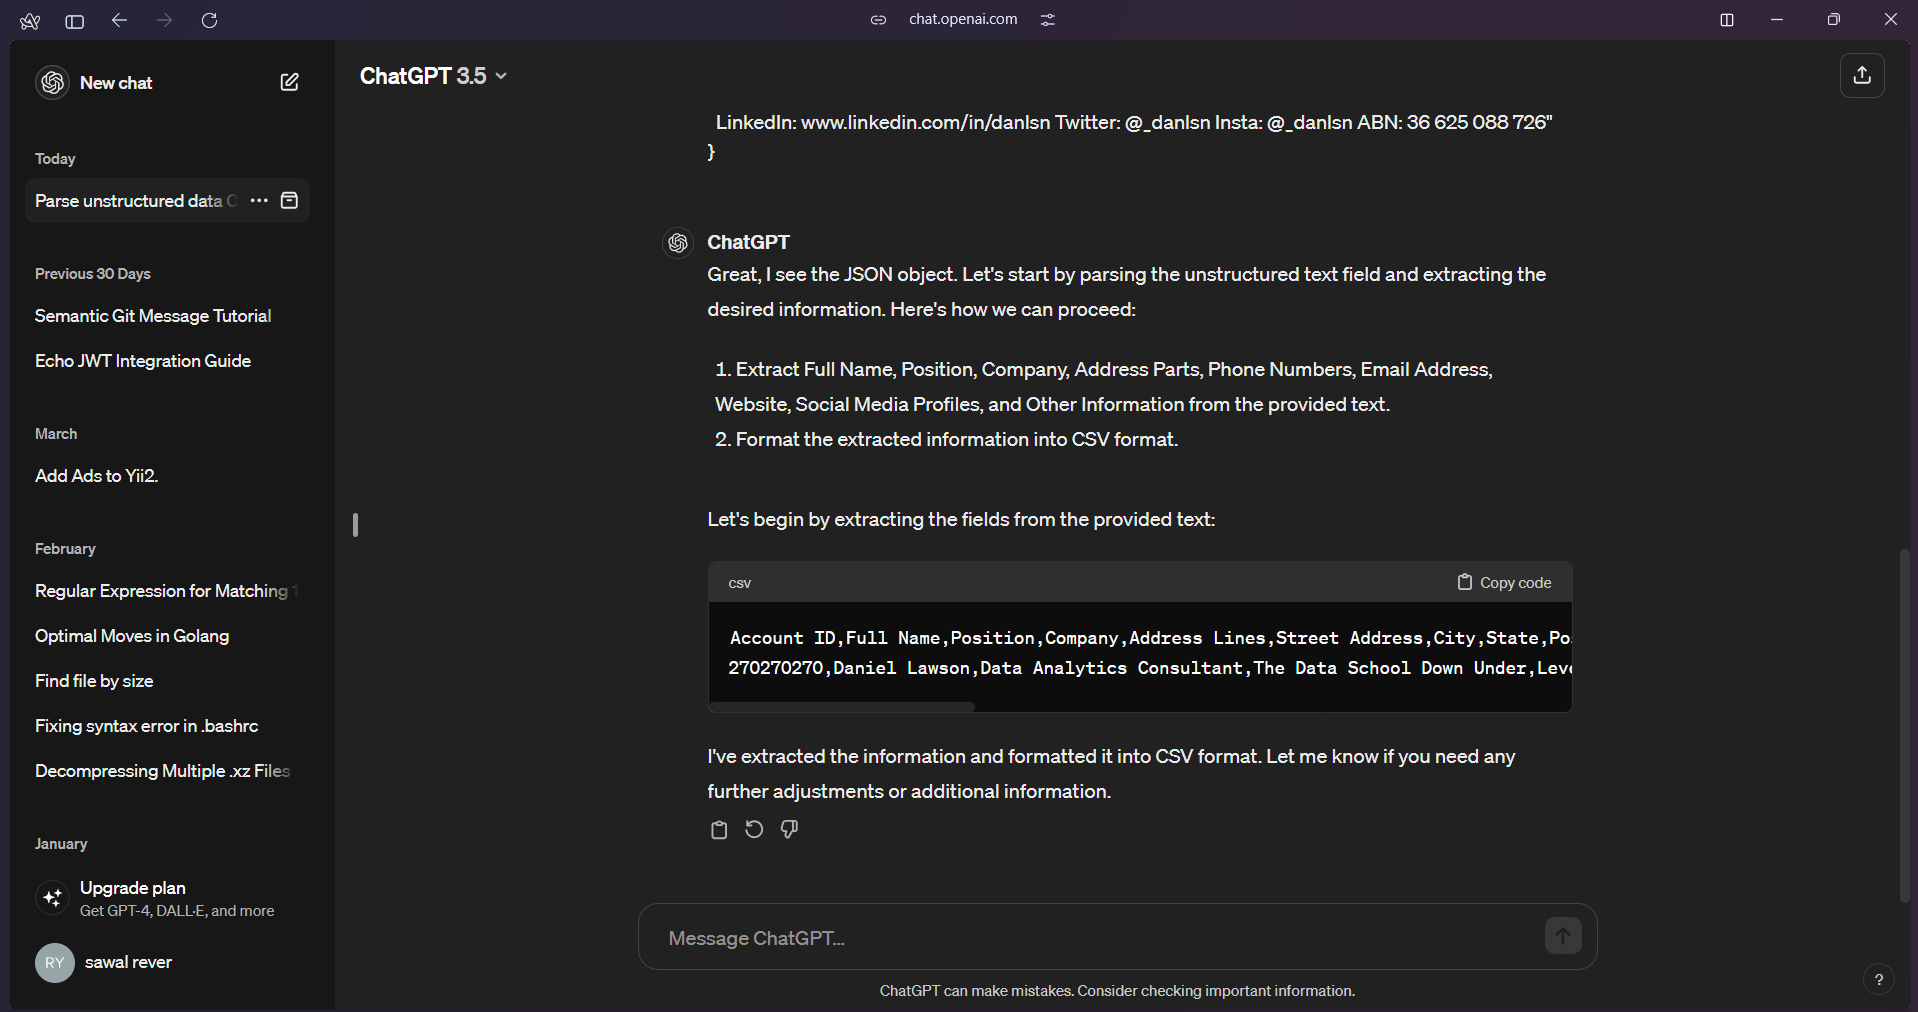 chat.openai.com
New chat
Today
Parse unstructured data
Previous 30 Days
Semantic Git Message Tutorial
Echo JWT Integration Guide
March
Add Ads to Yii2.
February
Regular Expression for Matching
Optimal Moves in Golang
Find file by size
Fixing syntax error in .bashrc
Decompressing Multiple .xz Files
January
Upgrade plan
Get GPT-4, DALL·E, and more
RY
sawal rever
ChatGPT 3.5
LinkedIn: www.linkedin.com/in/danlsn Twitter: @_danlsn Insta: @_danlsn ABN: 36 625 088 726"
}
ChatGPT
Great, I see the JSON object. Let's start by parsing the unstructured text field and extracting the
desired information. Here's how we can proceed:
1. Extract Full Name, Position, Company, Address Parts, Phone Numbers, Email Address,
Website, Social Media Profiles, and Other Information from the provided text.
2. Format the extracted information into CSV format.
Let's begin by extracting the fields from the provided text:
csv
Copy code
Account ID,Full Name,Position,Company,Address Lines,Street Address,City,State,Po
270270270,Daniel Lawson,Data Analytics Consultant,The Data School Down Under,Leve
I've extracted the information and formatted it into CSV format. Let me know if you need any
further adjustments or additional information.
Message ChatGPT...
ChatGPT can make mistakes. Consider checking important information.
?